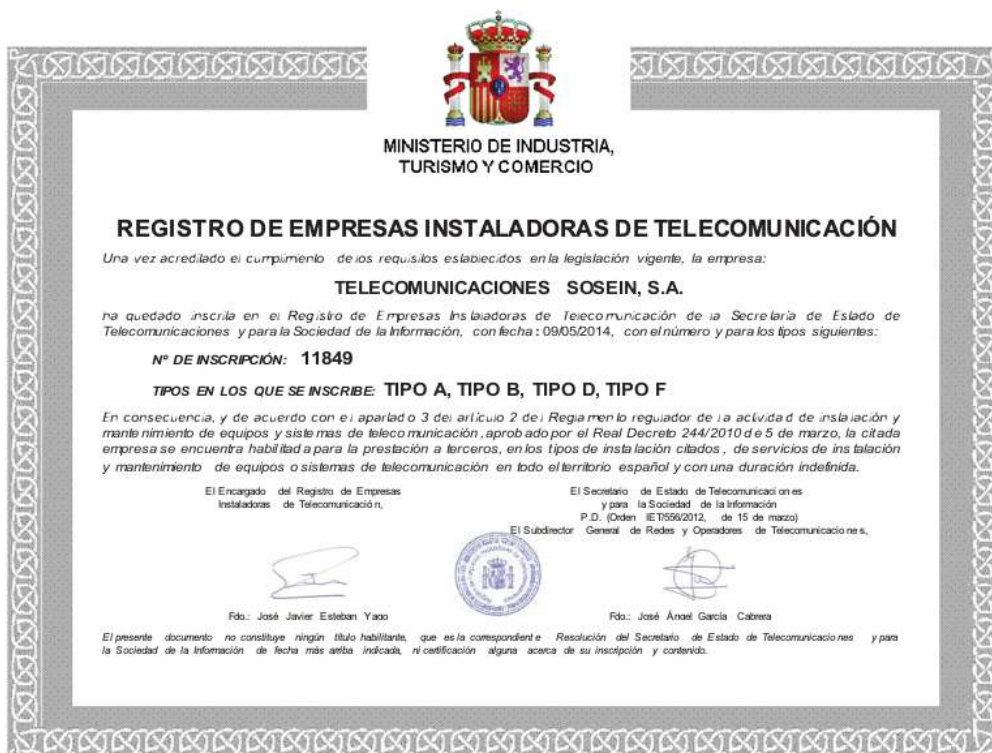 MINISTERIO DE INDUSTRIA,
TURISMO Y COMERCIO
REGISTRO DE EMPRESAS INSTALADORAS DE TELECOMUNICACIÓN
Una vez acreditado el cumplimiento de los requisitos establecidos en la legislación vigente, la empresa:
TELECOMUNICACIONES SOSEIN, S.A.
ha quedado inscrita en el Registro de Empresas Instaladoras de Telecomunicación de la Secretaría de Estado de
Telecomunicaciones y para la Sociedad de la Información, con fecha : 09/05/2014, con el número y para los tipos siguientes:
Nº DE INSCRIPCIÓN: 11849
TIPOS EN LOS QUE SE INSCRIBE: TIPO A, TIPO B, TIPO D, TIPO F
En consecuencia, y de acuerdo con el apartado 3 del artículo 2 del Reglamento regulador de la actividad de instalación y
mantenimiento de equipos y sistemas de telecomunicación, aprobado por el Real Decreto 244/2010 de 5 de marzo, la citada
empresa se encuentra habilitada para la prestación a terceros, en los tipos de instalación citados, de servicios de instalación
y mantenimiento de equipos o sistemas de telecomunicación en todo el territorio español y con una duración indefinida.
El Encargado del Registro de Empresas
Instaladoras de Telecomunicación,
El Secretario de Estado de Telecomunicaciones
y para la Sociedad de la Información
P.D. (Orden IET/556/2012, de 15 de marzo)
El Subdirector General de Redes y Operadores de Telecomunicaciones,
Fdo.: José Javier Esteban Yago
Fdo.: José Ángel García Cabrera
El presente documento no constituye ningún título habilitante, que es la correspondiente Resolución del Secretario de Estado de Telecomunicaciones y para
la Sociedad de la Información de fecha más arriba indicada, ni certificación alguna acerca de su inscripción y contenido.